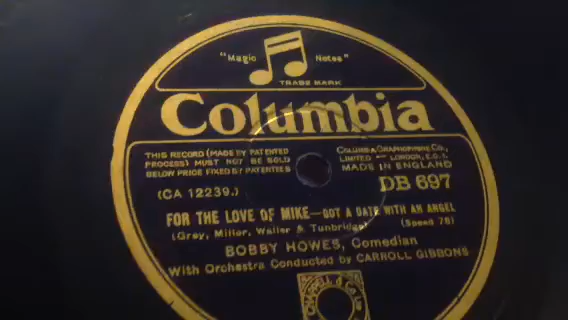 "Magic Notes"
TRADE MARK
Columbia
THIS RECORD (MADE BY PATENTED
PROCESS) MUST NOT BE SOLD
BELOW PRICE FIXED BY PATENTEES
COLUMBIA GRAPHOPHONE CO.,
LIMITED LONDON, E.C.1.
MADE IN ENGLAND
(CA 12239.)
DB 697
FOR THE LOVE OF MIKE—GOT A DATE WITH AN ANGEL
(Grey, Miller, Waller & Tunbridge) (Speed 78)
BOBBY HOWES, Comedian
With Orchestra Conducted by CARROLL GIBBONS